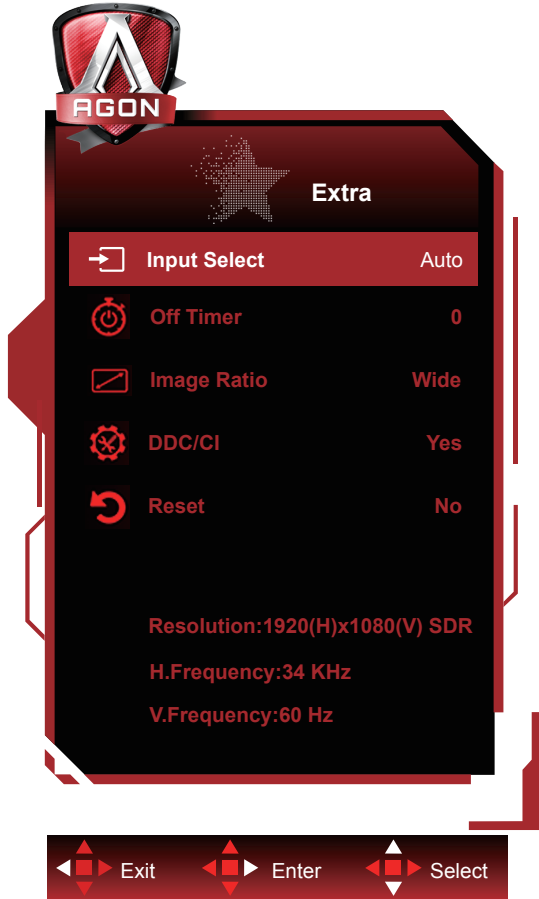 AGON
Extra
Input Select Auto
Off Timer 0
Image Ratio Wide
DDC/CI Yes
Reset No
Resolution:1920(H)x1080(V) SDR
H.Frequency:34 KHz
V.Frequency:60 Hz
Exit Enter Select